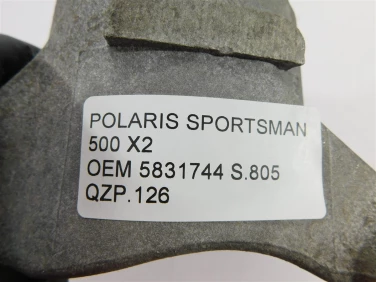 POLARIS SPORTSMAN
500 X2
OEM 5831744 S.805
QZP.126